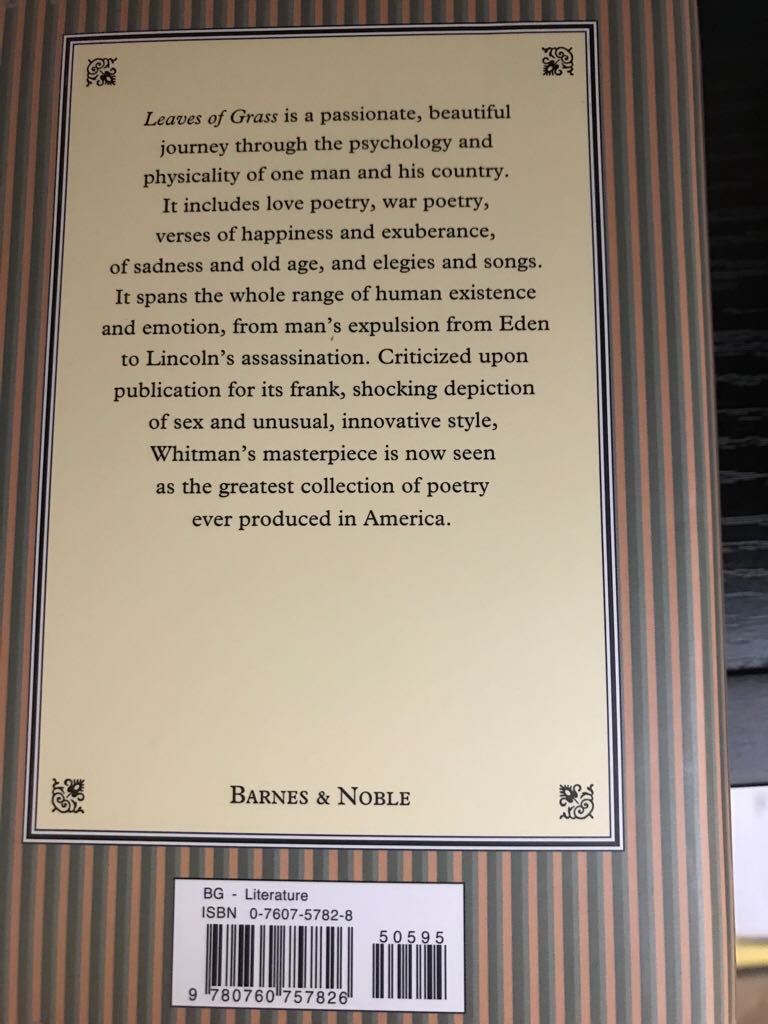 Leaves of Grass is a passionate, beautiful
journey through the psychology and
physicality of one man and his country.
It includes love poetry, war poetry,
verses of happiness and exuberance,
of sadness and old age, and elegies and songs.
It spans the whole range of human existence
and emotion, from man's expulsion from Eden
to Lincoln's assassination. Criticized upon
publication for its frank, shocking depiction
of sex and unusual, innovative style,
Whitman's masterpiece is now seen
as the greatest collection of poetry
ever produced in America.
BARNES & NOBLE
BG - Literature
ISBN 0-7607-5782-8
50595
9 780760 757826